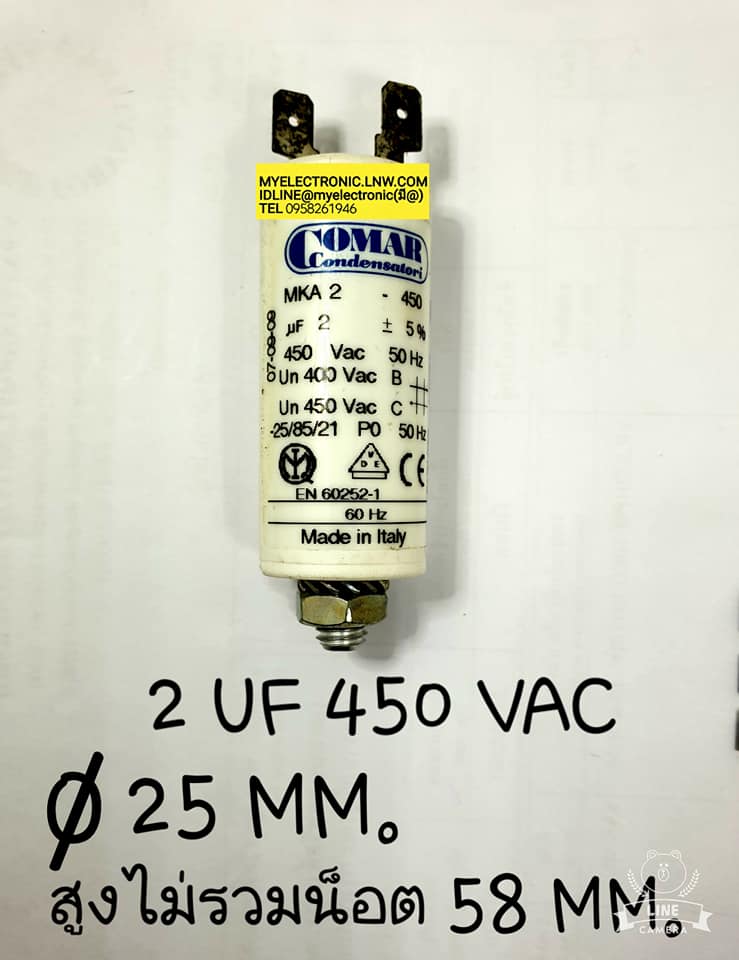 MYELECTRONIC.LNW.COM
IDLINE@myelectronic(มี@)
TEL 0958261946
COMAR
Condensatori
MKA 2 - 450
µF 2 ± 5%
450 Vac 50 Hz
Un 400 Vac B
Un 450 Vac C
-25/85/21 P0 50 Hz
07-09-09
VDE
CE
EN 60252-1
60 Hz
Made in Italy
2 UF 450 VAC
Ø 25 MM.
สูงไม่รวมน็อต 58 MM.
LINE
CAMERA